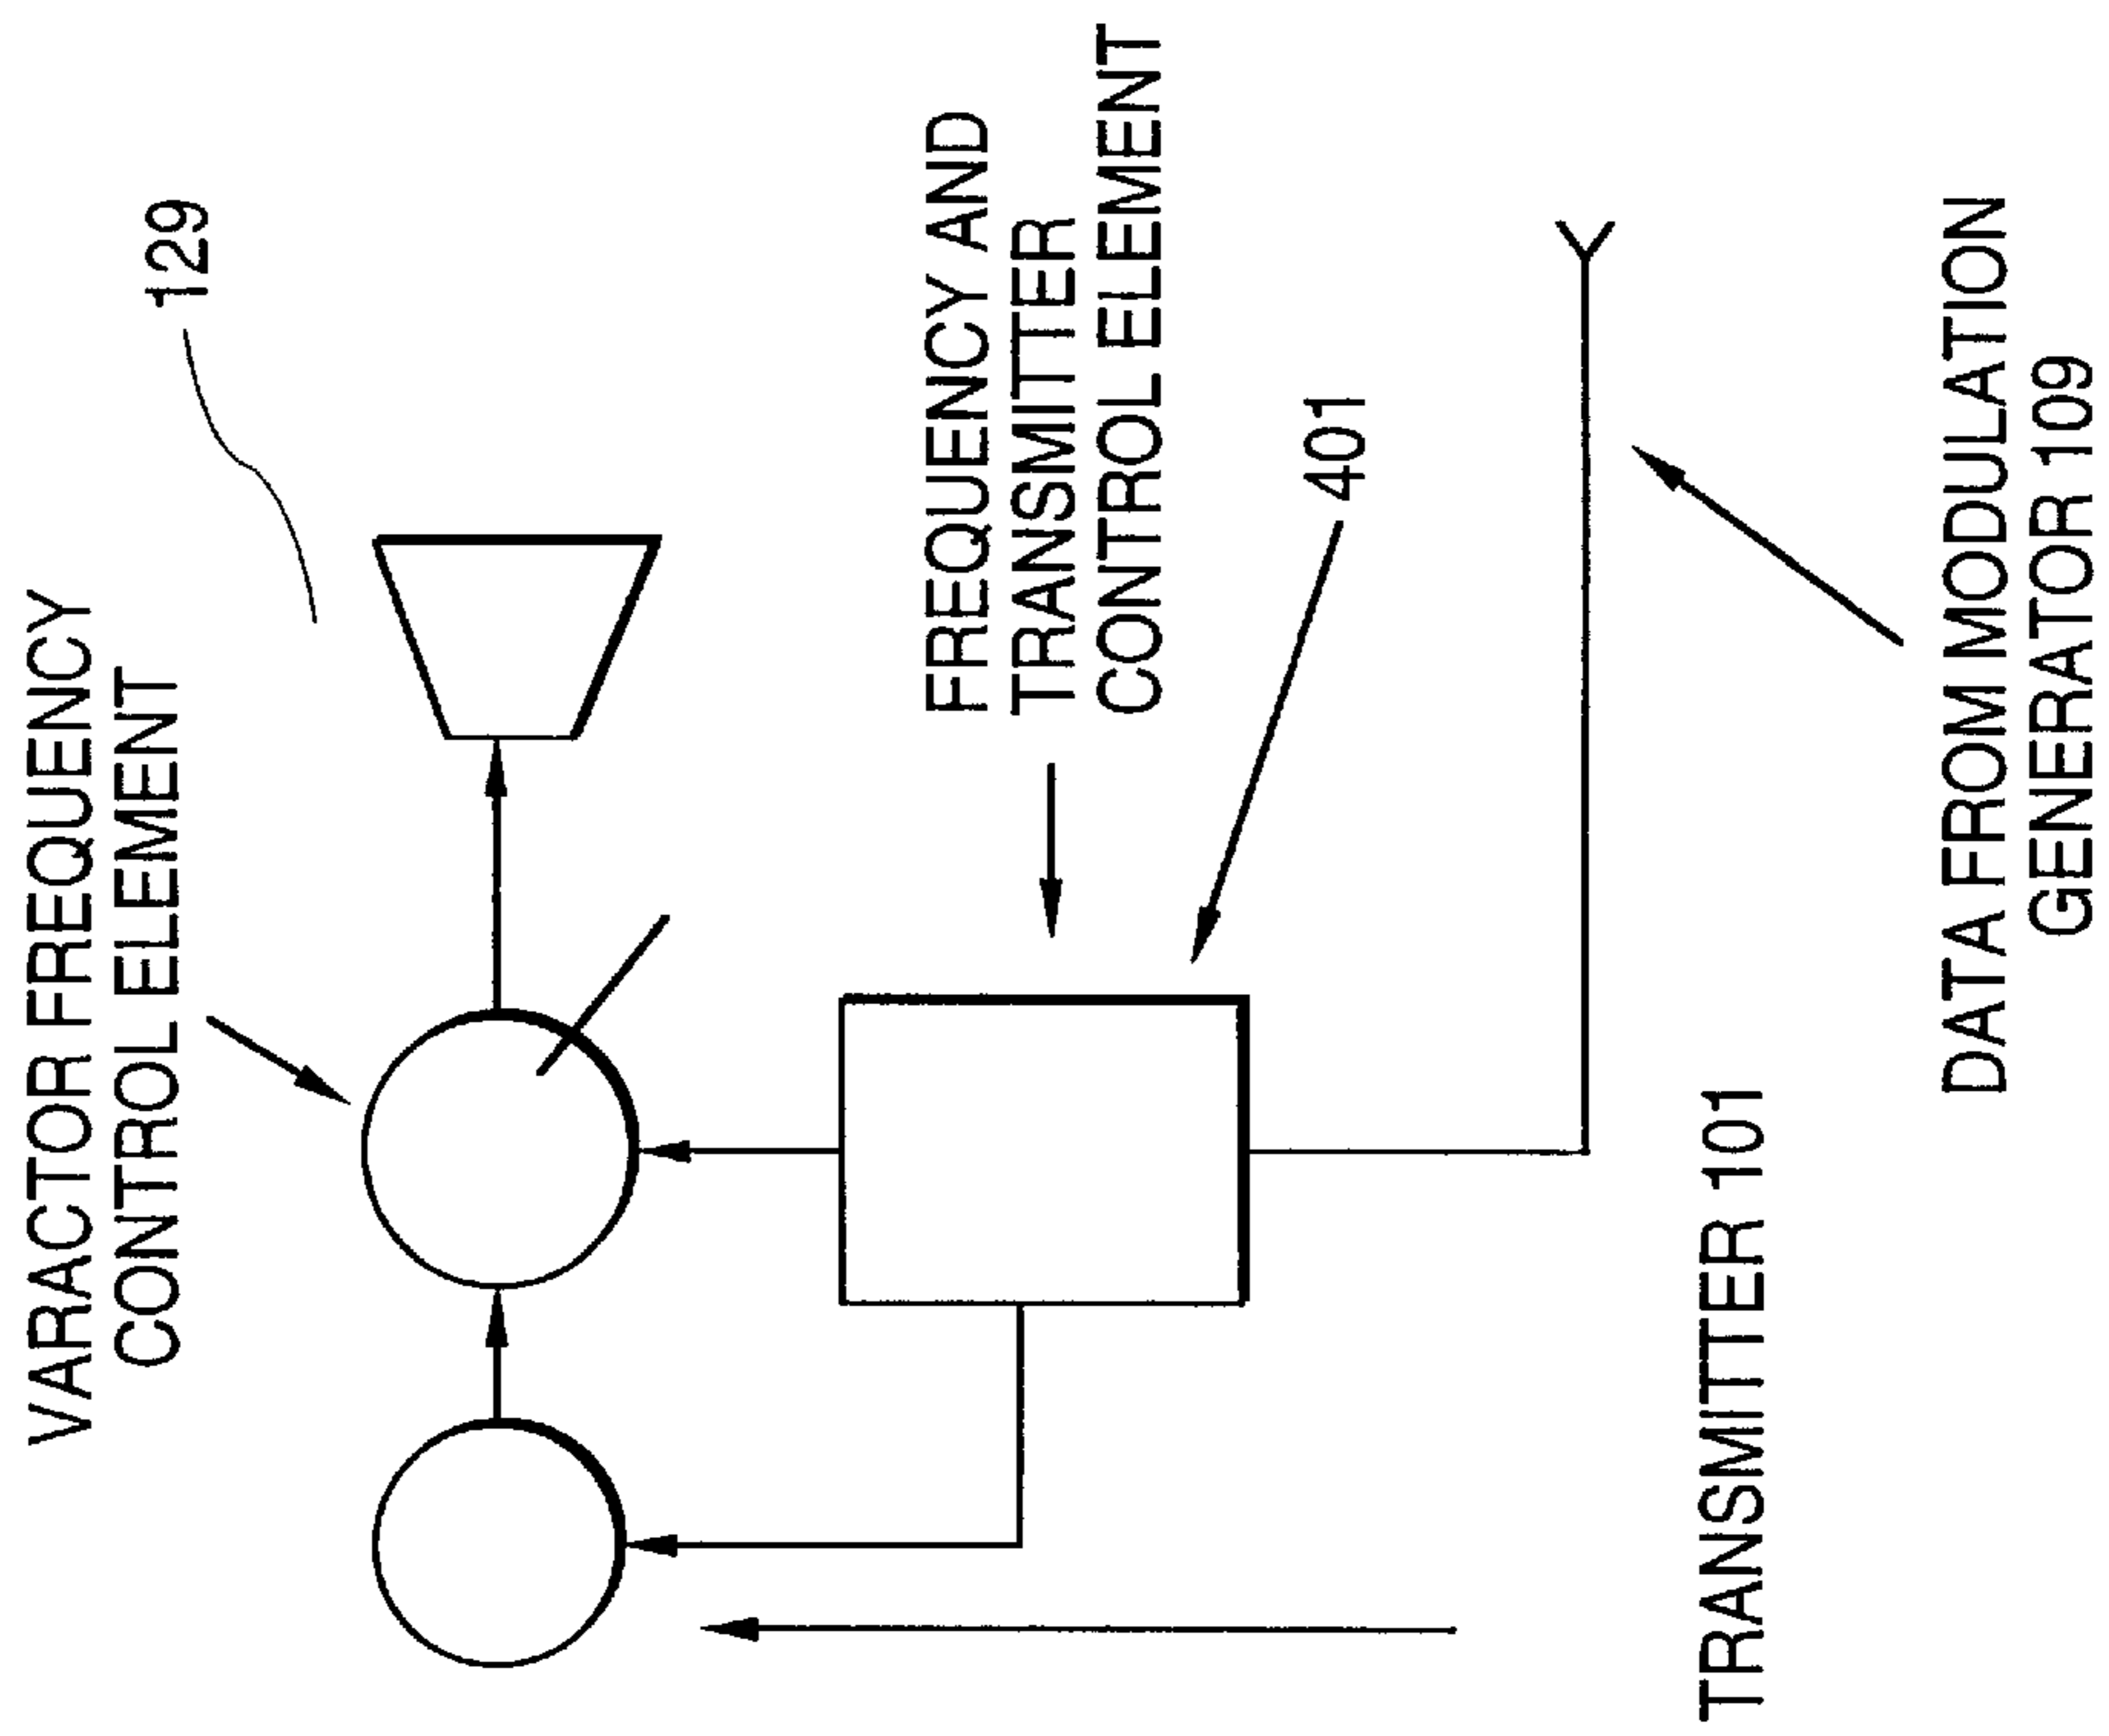 VARACTOR FREQUENCY
CONTROL ELEMENT
129
FREQUENCY AND
TRANSMITTER
CONTROL ELEMENT
401
TRANSMITTER 101
DATA FROM MODULATION
GENERATOR 109